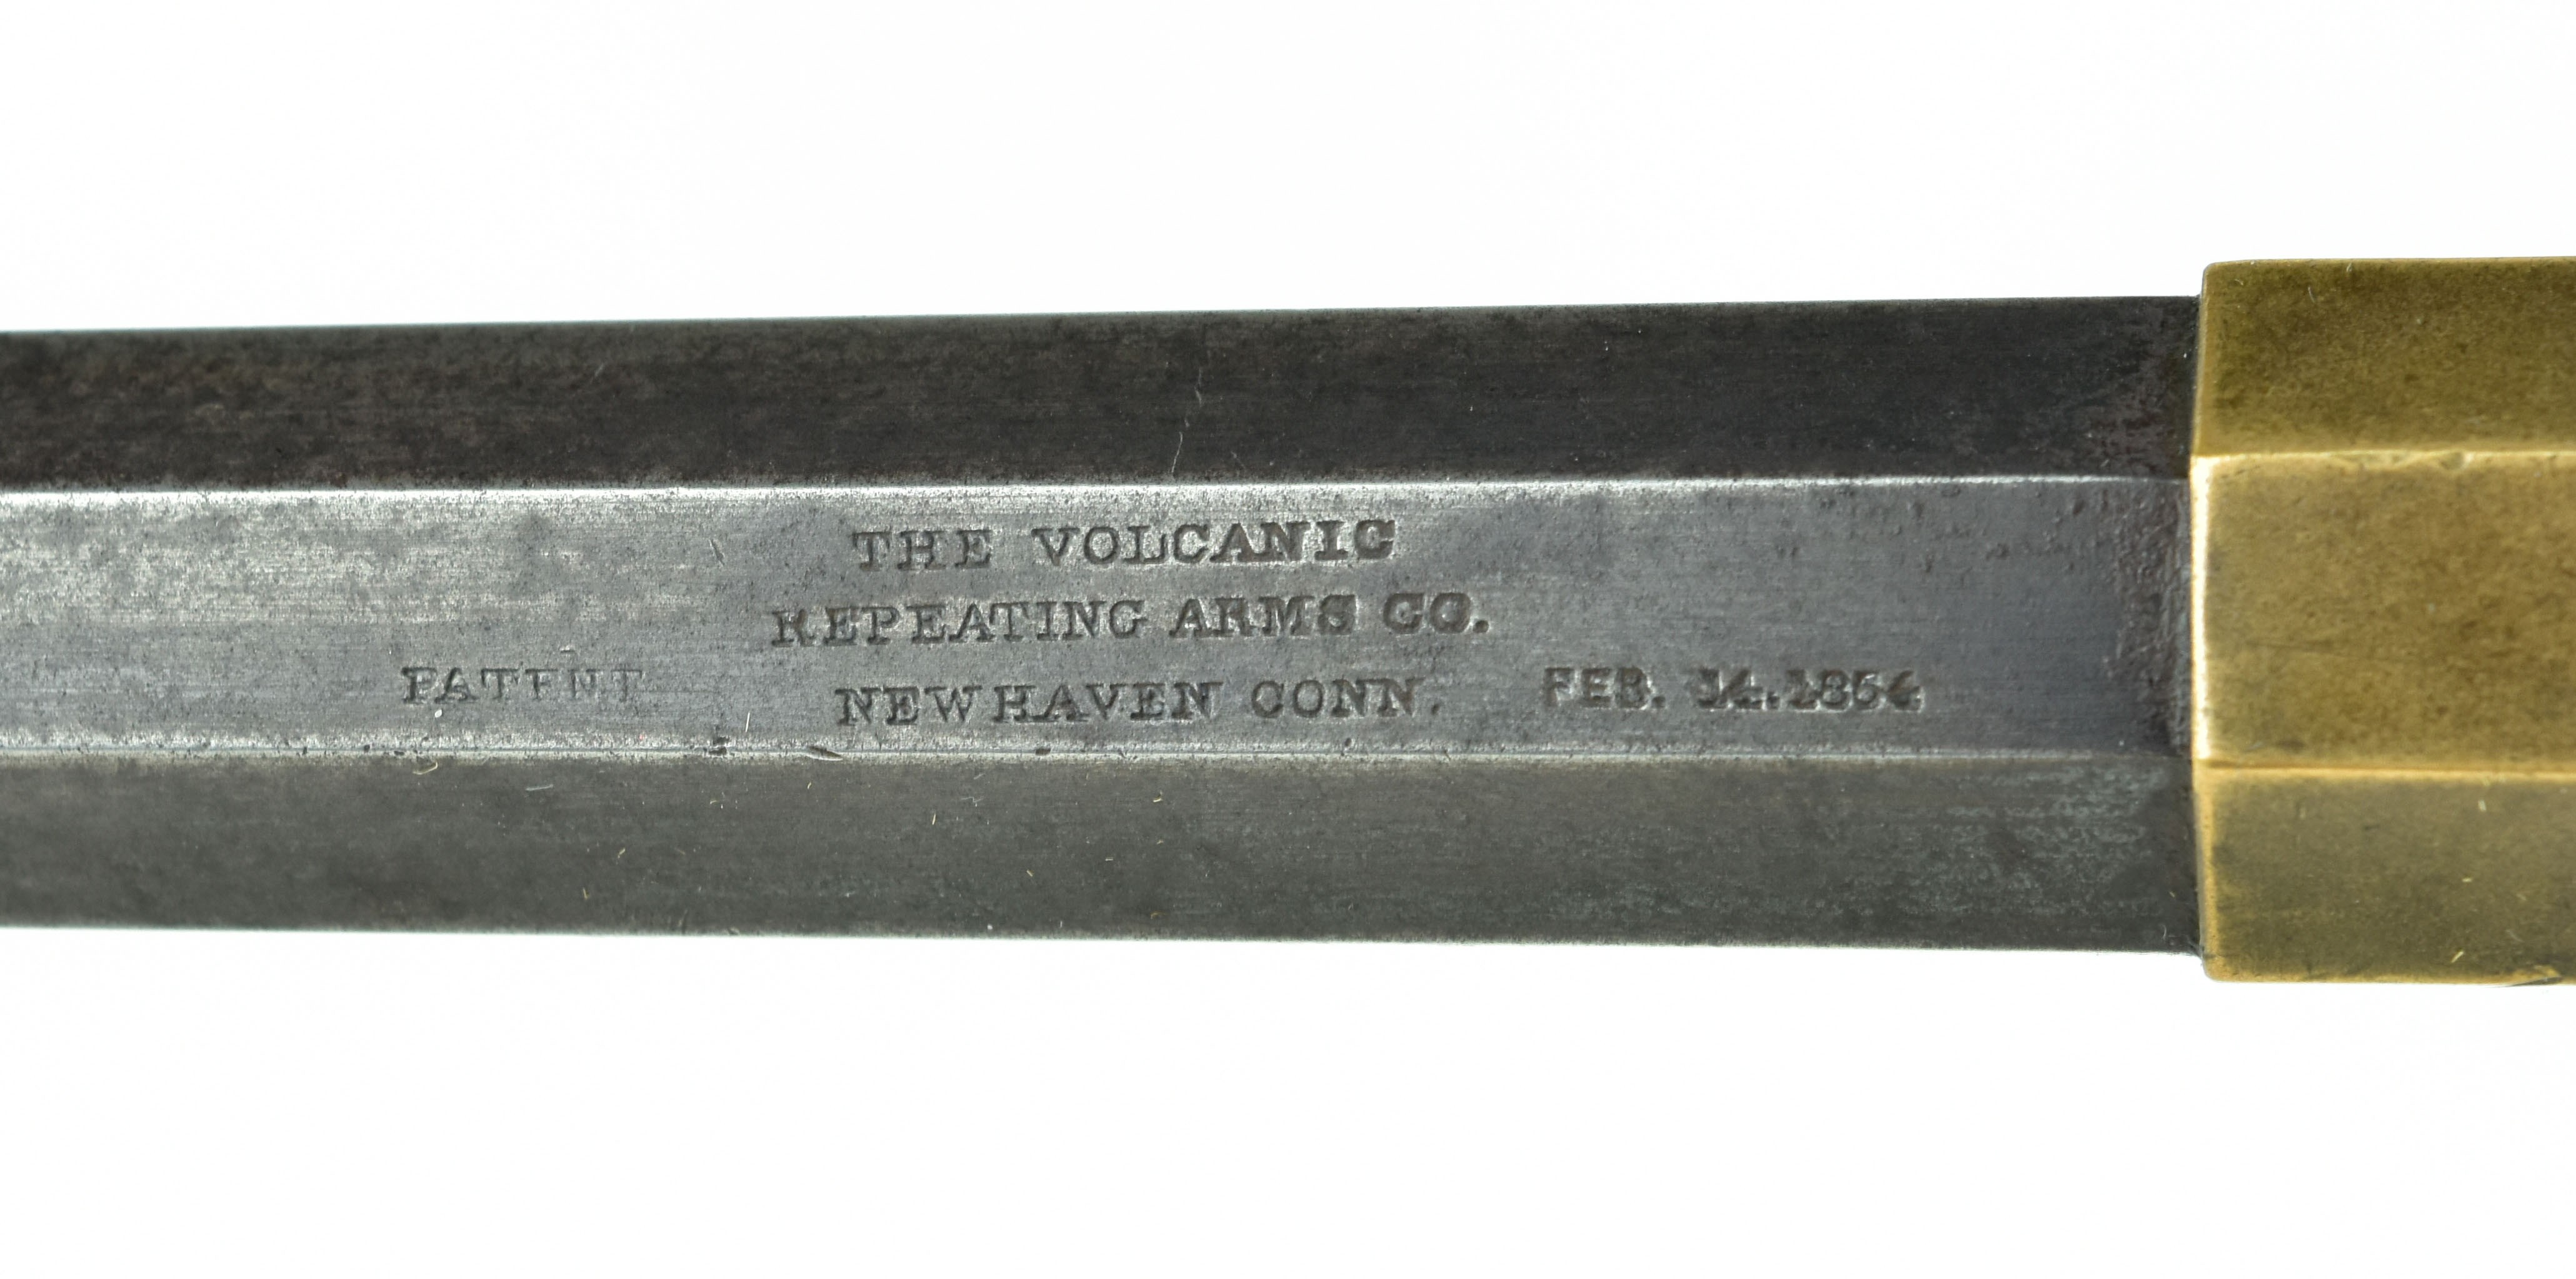 THE VOLCANIC
REPEATING ARMS CO.
PATENT NEW HAVEN CONN. FEB. 14. 1854